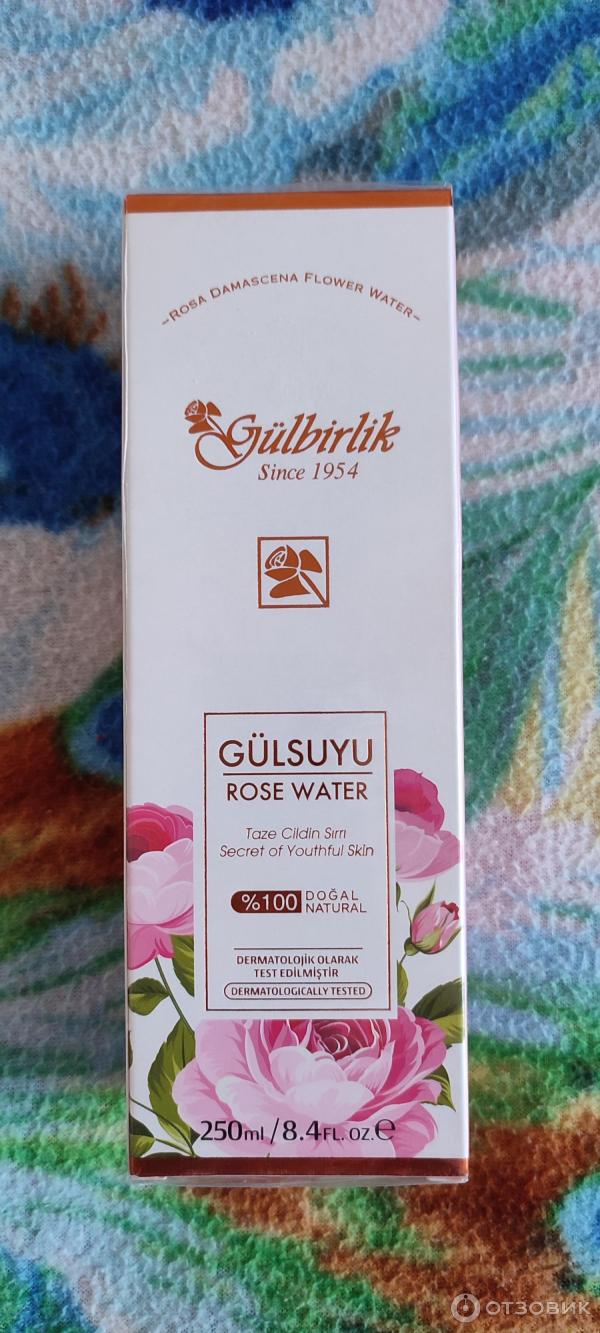 -ROSA DAMASCENA FLOWER WATER-
Gülbirlik
Since 1954
GÜLSUYU
ROSE WATER
Taze Cildin Sırrı
Secret of Youthful Skin
%100 DOĞAL
NATURAL
DERMATOLOJİK OLARAK
TEST EDİLMİŞTİR
DERMATOLOGICALLY TESTED
250ml / 8.4FL. OZ.℮
ОТЗОВИК